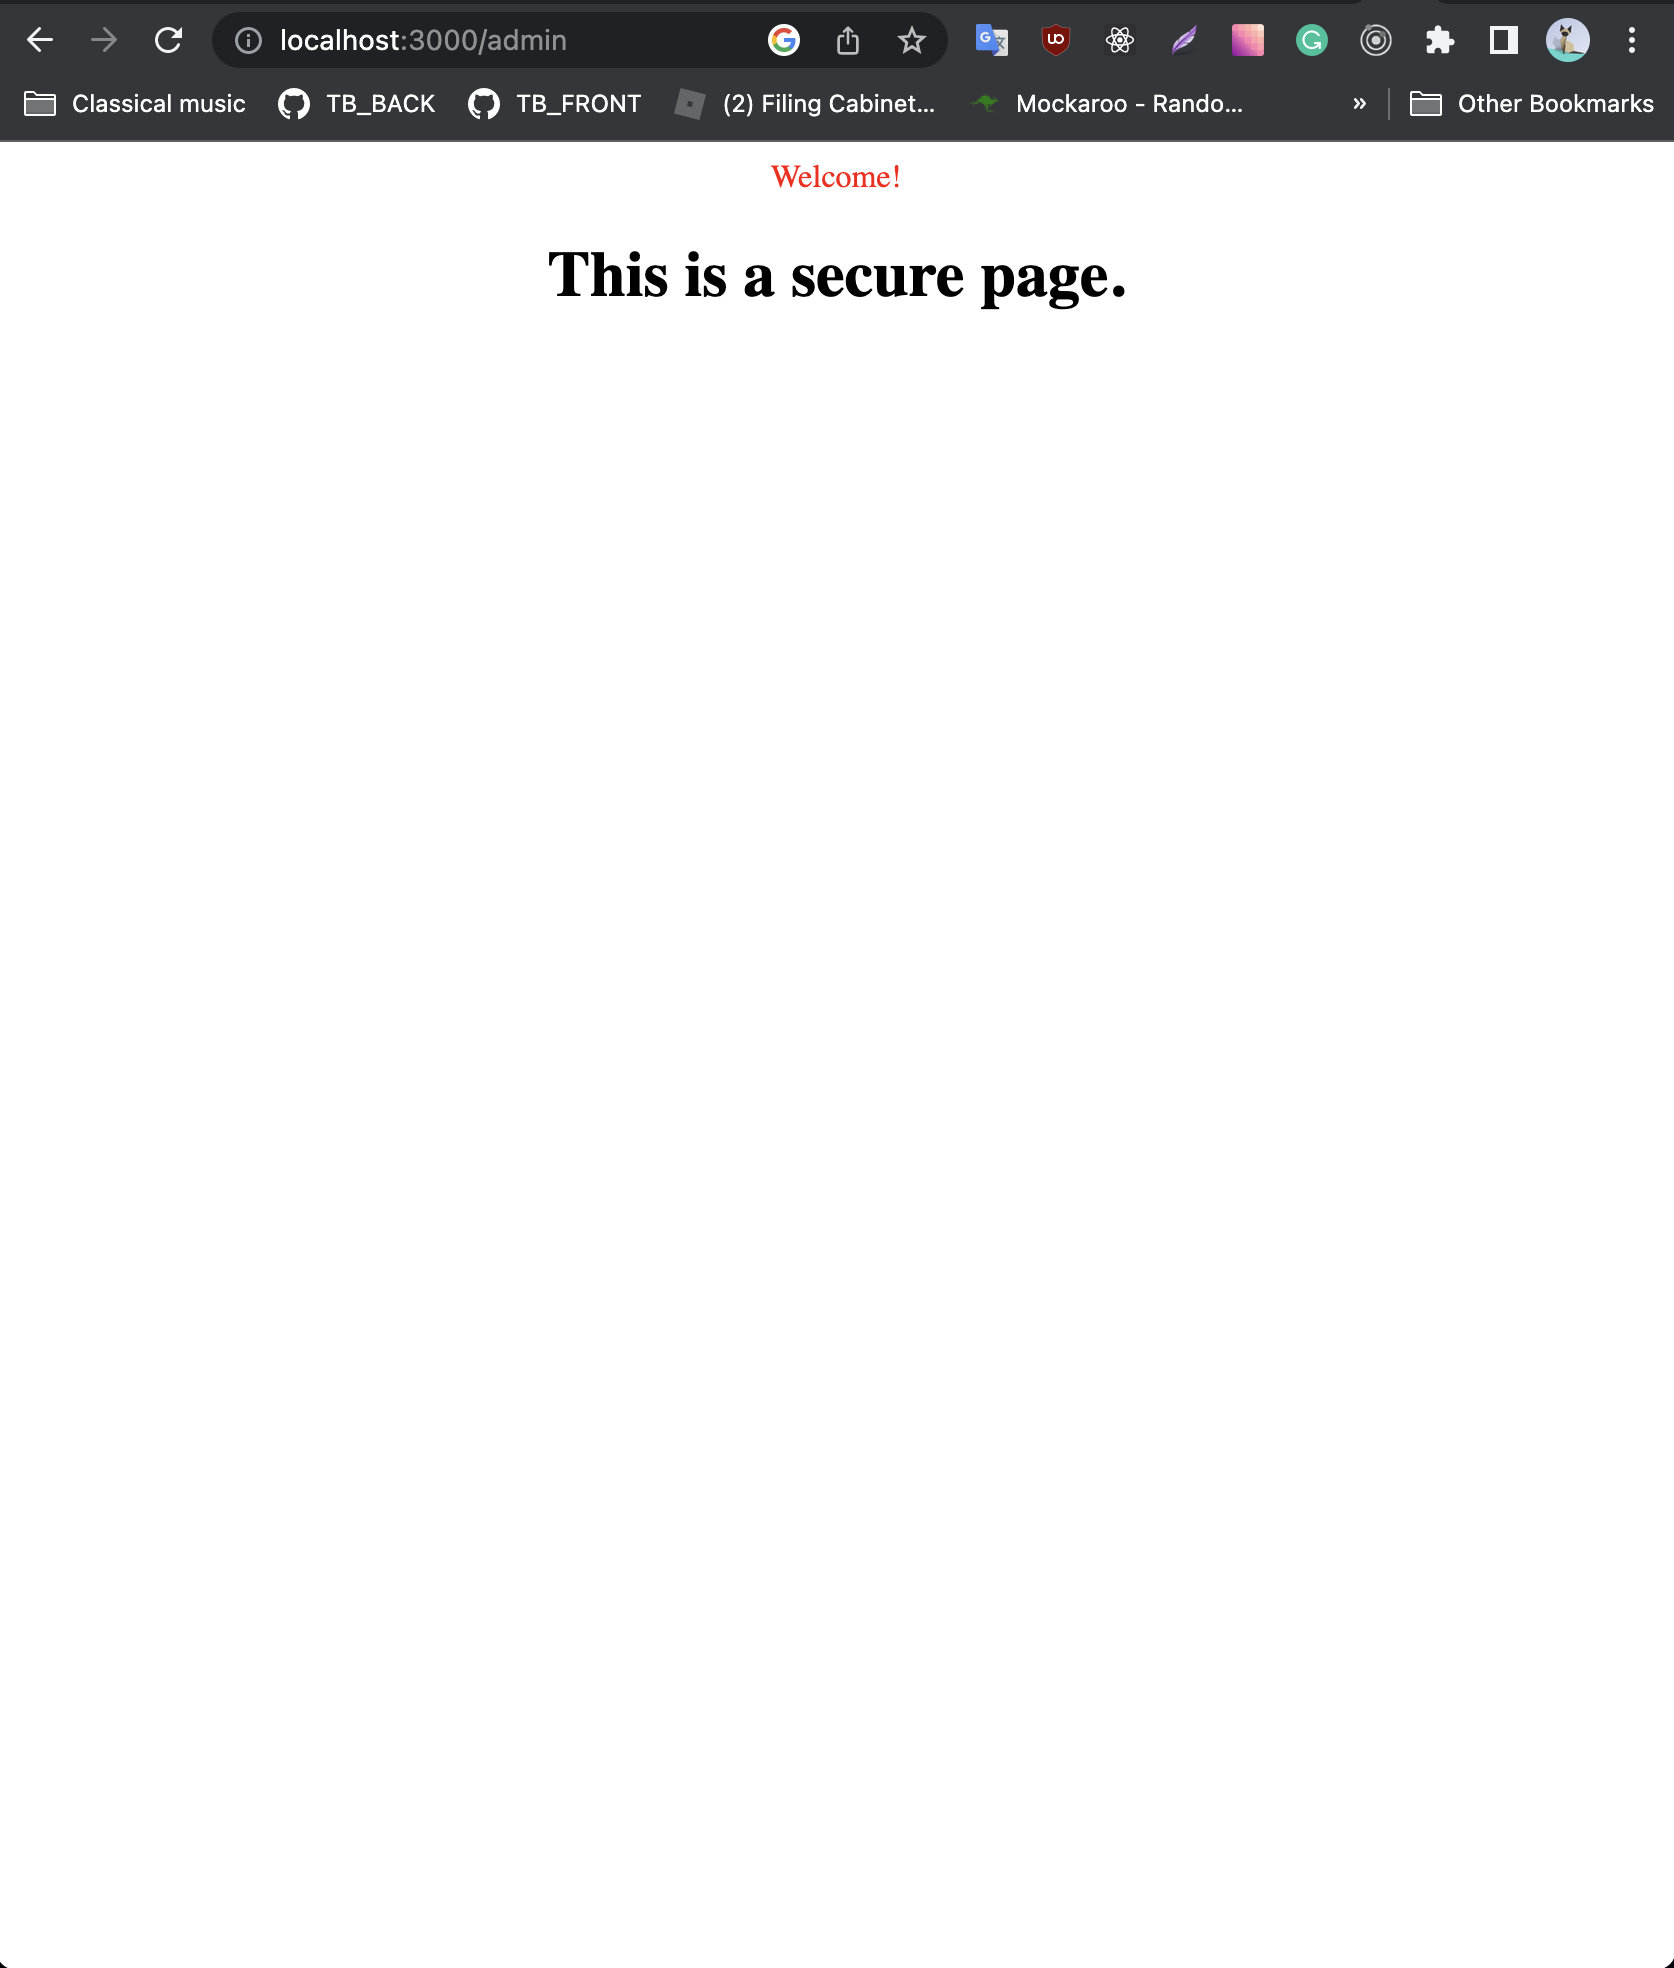 localhost:3000/admin
Classical music TB_BACK TB_FRONT (2) Filing Cabinet... Mockaroo - Rando... » Other Bookmarks
Welcome!
This is a secure page.